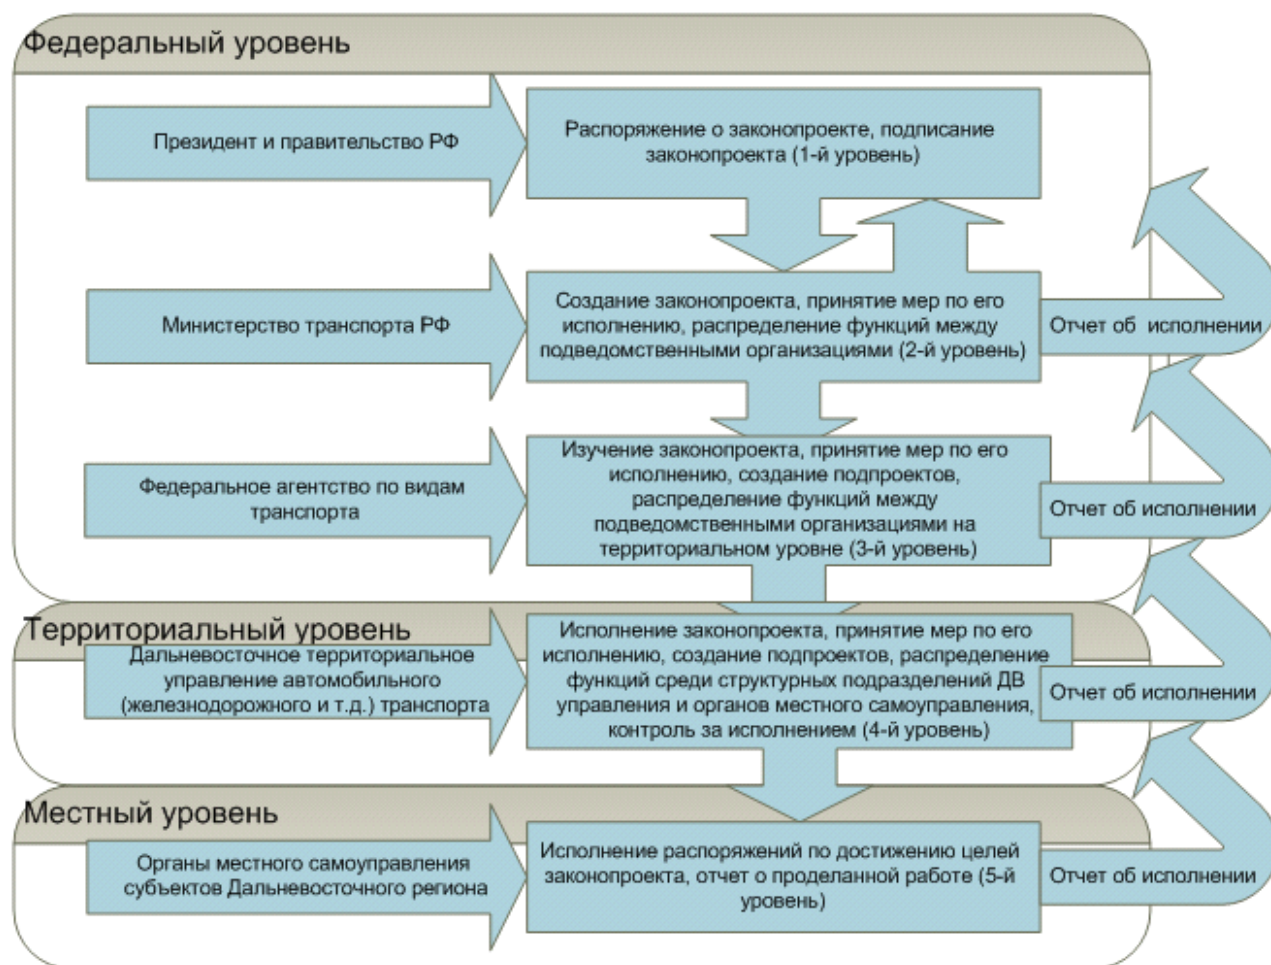 Федеральный уровень
Президент и правительство РФ
Распоряжение о законопроекте, подписание
законопроекта (1-й уровень)
Министерство транспорта РФ
Создание законопроекта, принятие мер по его
исполнению, распределение функций между
подведомственными организациями (2-й уровень)
Отчет об исполнении
Федеральное агентство по видам
транспорта
Изучение законопроекта, принятие мер по его
исполнению, создание подпроектов,
распределение функций между
подведомственными организациями на
территориальном уровне (3-й уровень)
Отчет об исполнении
Территориальный уровень
Дальневосточное территориальное
управление автомобильного
(железнодорожного и т.д.) транспорта
Исполнение законопроекта, принятие мер по его
исполнению, создание подпроектов, распределение
функций среди структурных подразделений ДВ
управления и органов местного самоуправления,
контроль за исполнением (4-й уровень)
Отчет об исполнении
Местный уровень
Органы местного самоуправления
субъектов Дальневосточного региона
Исполнение распоряжений по достижению целей
законопроекта, отчет о проделанной работе (5-й
уровень)
Отчет об исполнении